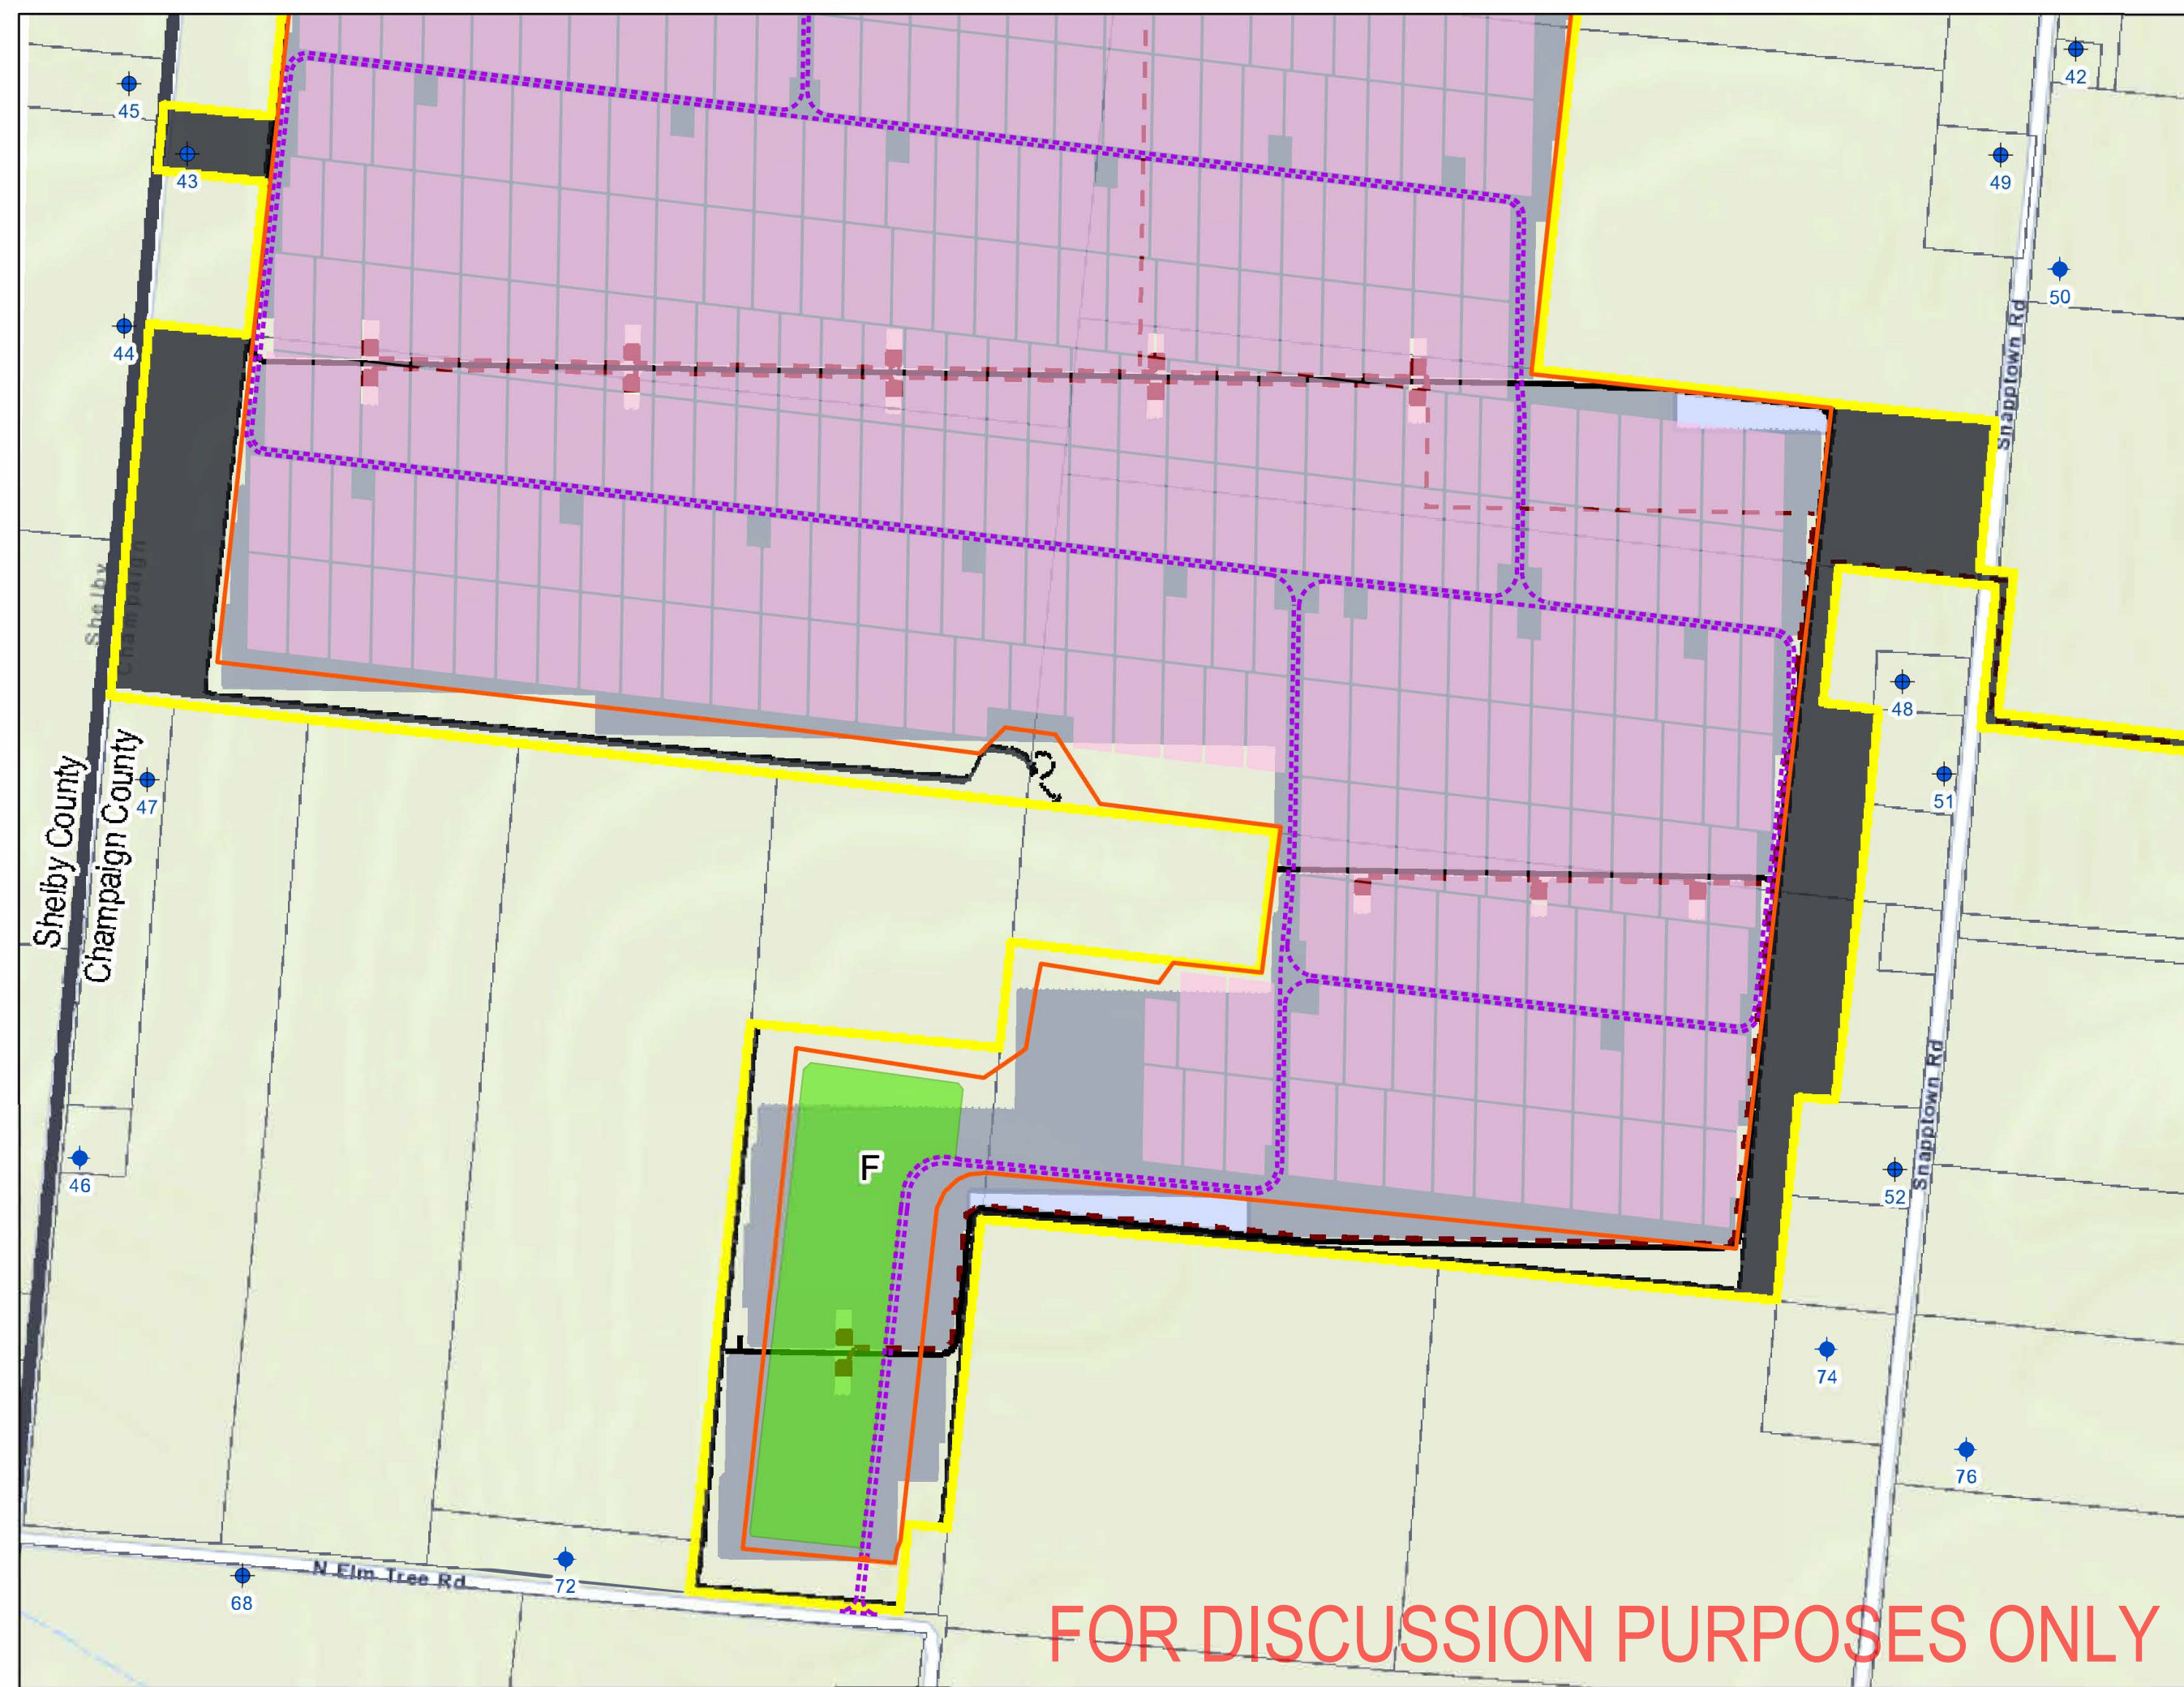 42
45
43
49
50
44
Snapptown Rd
Shelby
Champaign
48
51
47
Shelby County
Champaign County
46
F
52
Snapptown Rd
74
76
72
68
N Elm Tree Rd
FOR DISCUSSION PURPOSES ONLY